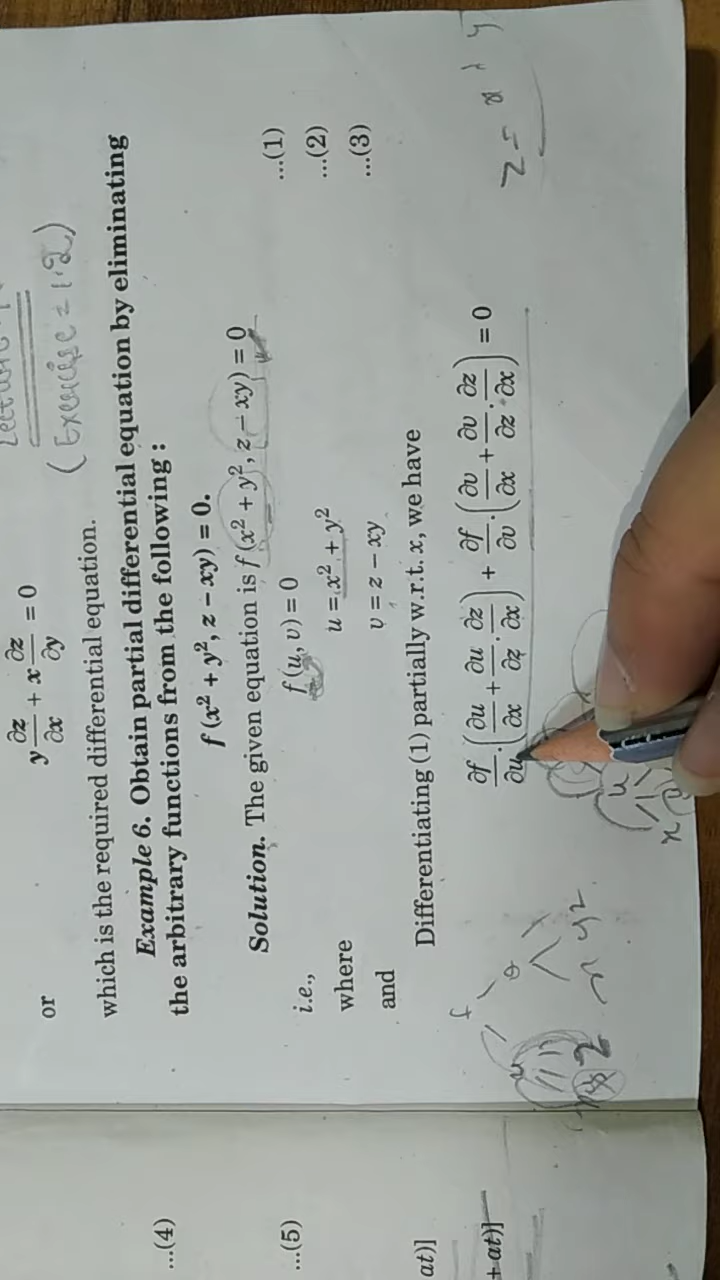 (Exercise = 1.2)
y ∂z/∂x + x ∂z/∂y = 0
or
which is the required differential equation.
Example 6. Obtain partial differential equation by eliminating
the arbitrary functions from the following :
f(x² + y², z – xy) = 0.
Solution. The given equation is f(x² + y², z – xy) = 0
i.e., f(u, v) = 0 ...(1)
where u = x² + y² ...(2)
and v = z – xy ...(3)
Differentiating (1) partially w.r.t. x, we have
∂f/∂u · (∂u/∂x + ∂u/∂z · ∂z/∂x) + ∂f/∂v · (∂v/∂x + ∂v/∂z · ∂z/∂x) = 0
...(4)
...(5)
at)]
+ at)]